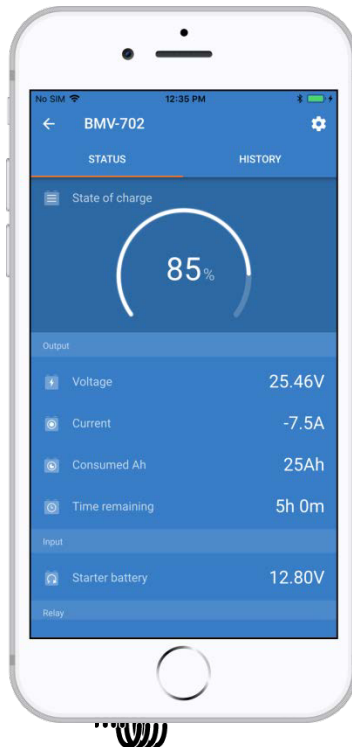 No SIM 12:35 PM
BMV-702
STATUS HISTORY
State of charge
85%
Output
Voltage 25.46V
Current -7.5A
Consumed Ah 25Ah
Time remaining 5h 0m
Input
Starter battery 12.80V
Relay